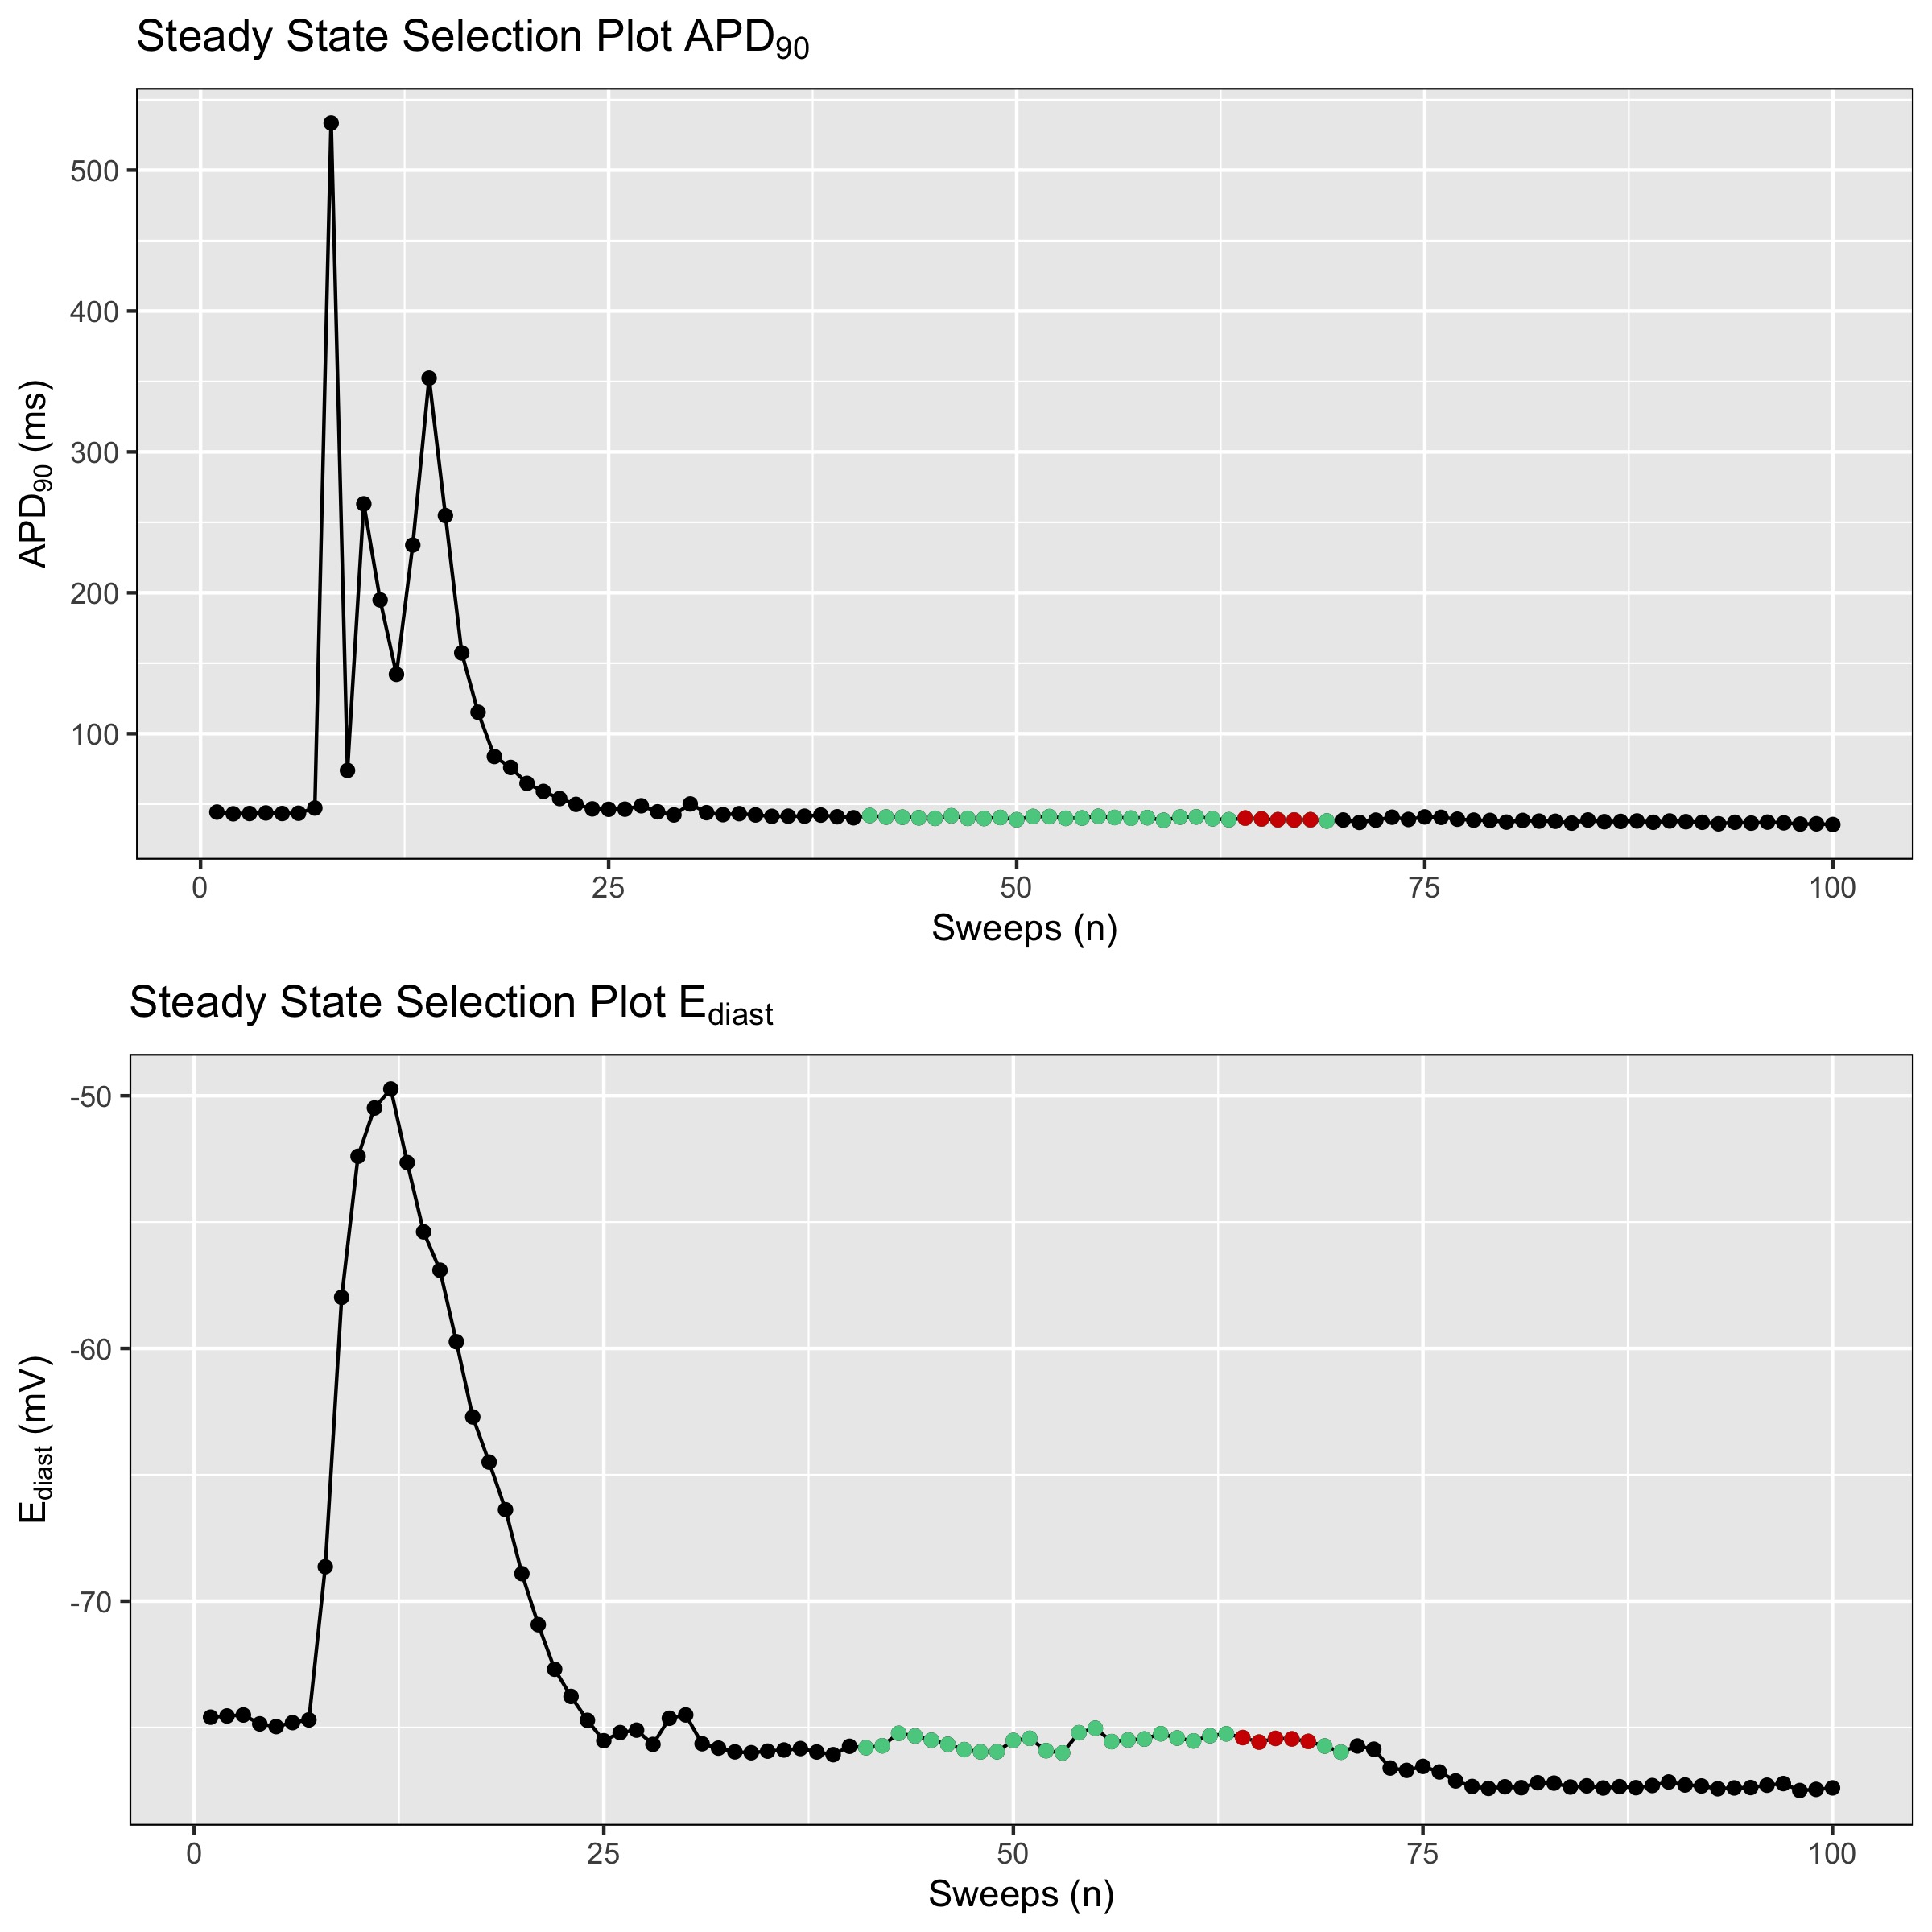 Steady State Selection Plot APD90
500
400
300
200
100
APD90 (ms)
0 25 50 75 100
Sweeps (n)
Steady State Selection Plot Ediast
-50
-60
-70
Ediast (mV)
0 25 50 75 100
Sweeps (n)